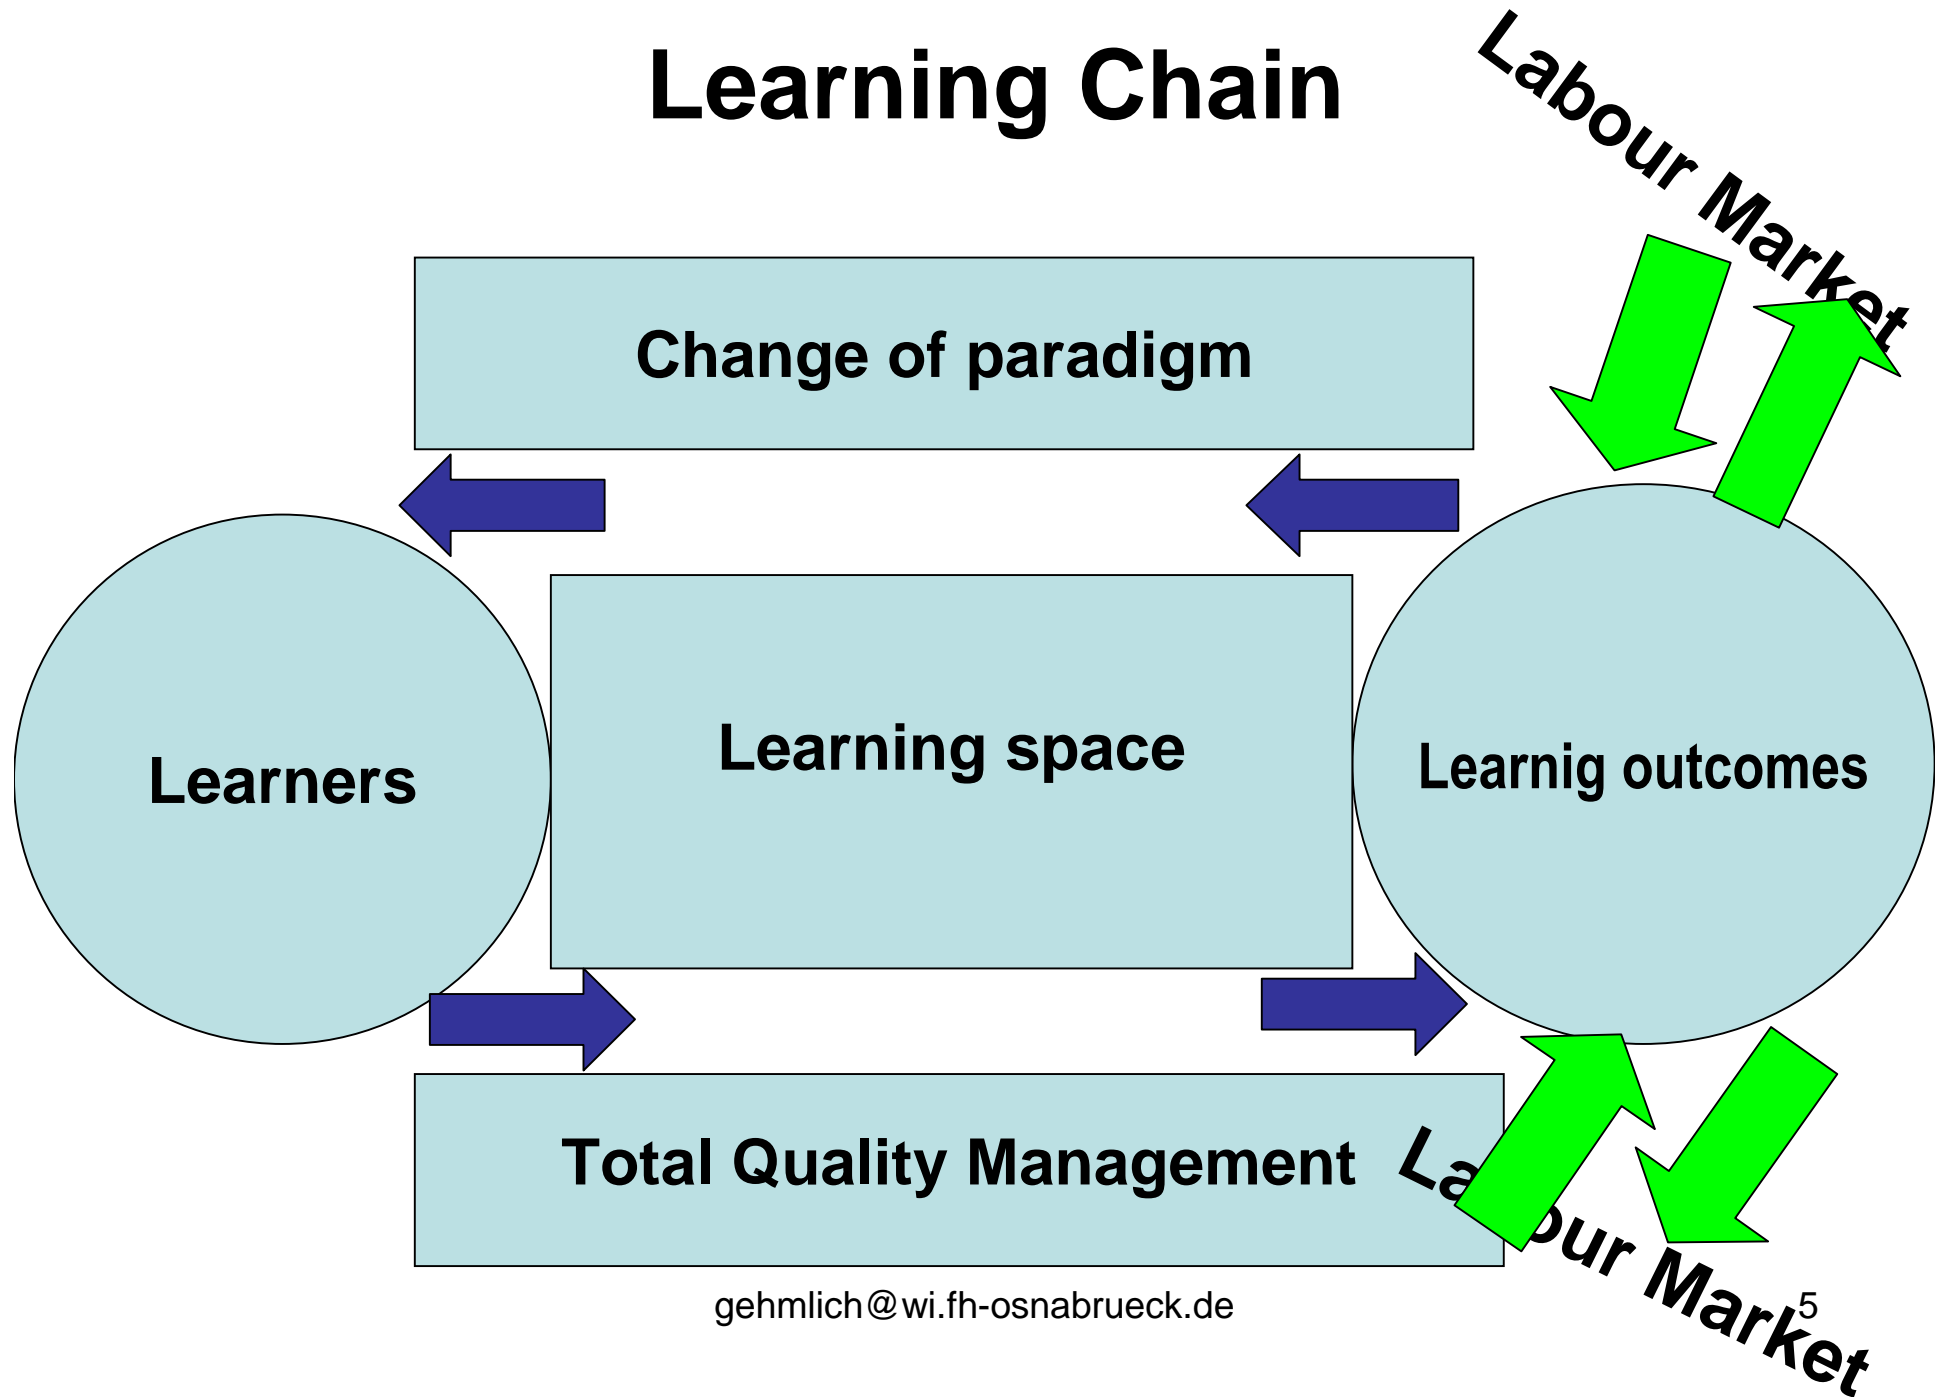 Learning Chain
Labour Market
Change of paradigm
Learners
Learning space
Learnig outcomes
Total Quality Management
Labour Market
gehmlich@wi.fh-osnabrueck.de
5